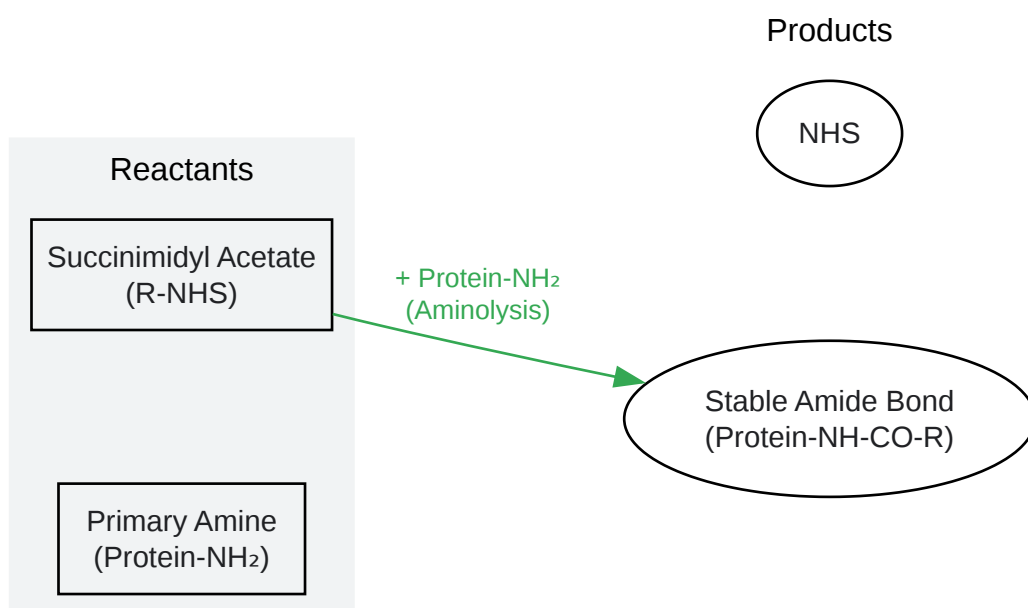 Products
NHS
Reactants
Succinimidyl Acetate
(R-NHS)
+ Protein-NH₂
(Aminolysis)
Stable Amide Bond
(Protein-NH-CO-R)
Primary Amine
(Protein-NH₂)